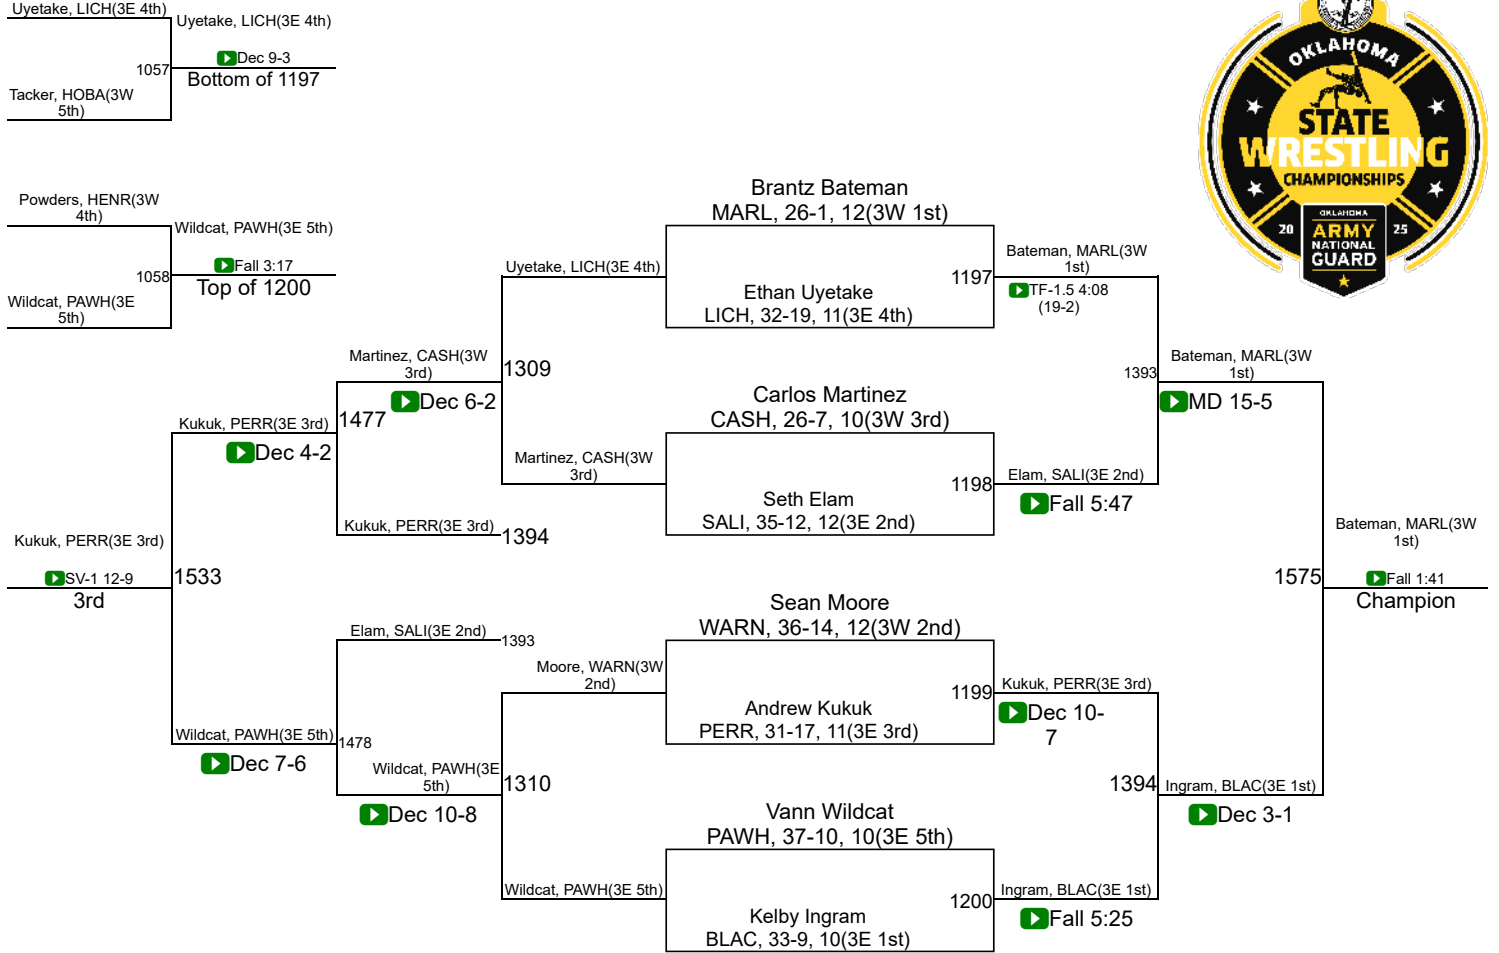 Uyetake, LICH(3E 4th)
Uyetake, LICH(3E 4th)
1057
Dec 9-3
Bottom of 1197
Tacker, HOBA(3W
5th)
Powders, HENR(3W
4th)
Wildcat, PAWH(3E 5th)
1058
Fall 3:17
Top of 1200
Wildcat, PAWH(3E
5th)
OKLAHOMA
STATE
WRESTLING
CHAMPIONSHIPS
20
25
OKLAHOMA
ARMY
NATIONAL
GUARD
Brantz Bateman
MARL, 26-1, 12(3W 1st)
Uyetake, LICH(3E 4th)
1197
Ethan Uyetake
LICH, 32-19, 11(3E 4th)
Bateman, MARL(3W
1st)
TF-1.5 4:08
(19-2)
Martinez, CASH(3W
3rd)
1309
Dec 6-2
1393
Bateman, MARL(3W
1st)
MD 15-5
Carlos Martinez
CASH, 26-7, 10(3W 3rd)
Kukuk, PERR(3E 3rd)
1477
Dec 4-2
Martinez, CASH(3W
3rd)
1198
Seth Elam
SALI, 35-12, 12(3E 2nd)
Elam, SALI(3E 2nd)
Fall 5:47
Kukuk, PERR(3E 3rd)
1394
Kukuk, PERR(3E 3rd)
1533
SV-1 12-9
3rd
1575
Bateman, MARL(3W
1st)
Fall 1:41
Champion
Sean Moore
WARN, 36-14, 12(3W 2nd)
Elam, SALI(3E 2nd)
1393
Moore, WARN(3W
2nd)
1199
Andrew Kukuk
PERR, 31-17, 11(3E 3rd)
Kukuk, PERR(3E 3rd)
Dec 10-
7
Wildcat, PAWH(3E 5th)
1478
Dec 7-6
Wildcat, PAWH(3E
5th)
1310
Dec 10-8
1394
Ingram, BLAC(3E 1st)
Dec 3-1
Vann Wildcat
PAWH, 37-10, 10(3E 5th)
Wildcat, PAWH(3E 5th)
1200
Kelby Ingram
BLAC, 33-9, 10(3E 1st)
Ingram, BLAC(3E 1st)
Fall 5:25